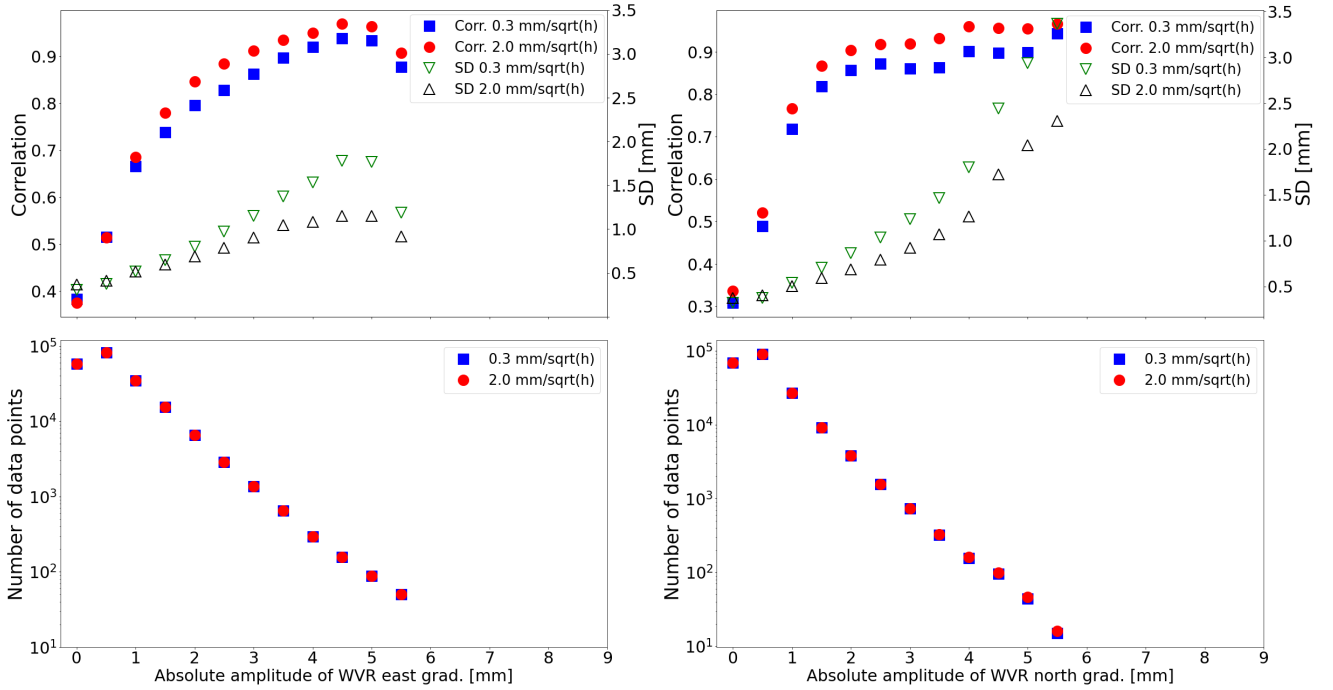 Corr. 0.3 mm/sqrt(h)
Corr. 2.0 mm/sqrt(h)
SD 0.3 mm/sqrt(h)
SD 2.0 mm/sqrt(h)
0.9
0.8
0.7
0.6
0.5
0.4
Correlation
3.5
3.0
2.5
2.0
1.5
1.0
0.5
SD [mm]
Corr. 0.3 mm/sqrt(h)
Corr. 2.0 mm/sqrt(h)
SD 0.3 mm/sqrt(h)
SD 2.0 mm/sqrt(h)
0.9
0.8
0.7
0.6
0.5
0.4
0.3
Correlation
3.5
3.0
2.5
2.0
1.5
1.0
0.5
SD [mm]
0.3 mm/sqrt(h)
2.0 mm/sqrt(h)
10^5
10^4
10^3
10^2
10^1
Number of data points
0 1 2 3 4 5 6 7 8 9
Absolute amplitude of WVR east grad. [mm]
0.3 mm/sqrt(h)
2.0 mm/sqrt(h)
10^5
10^4
10^3
10^2
10^1
Number of data points
0 1 2 3 4 5 6 7 8 9
Absolute amplitude of WVR north grad. [mm]